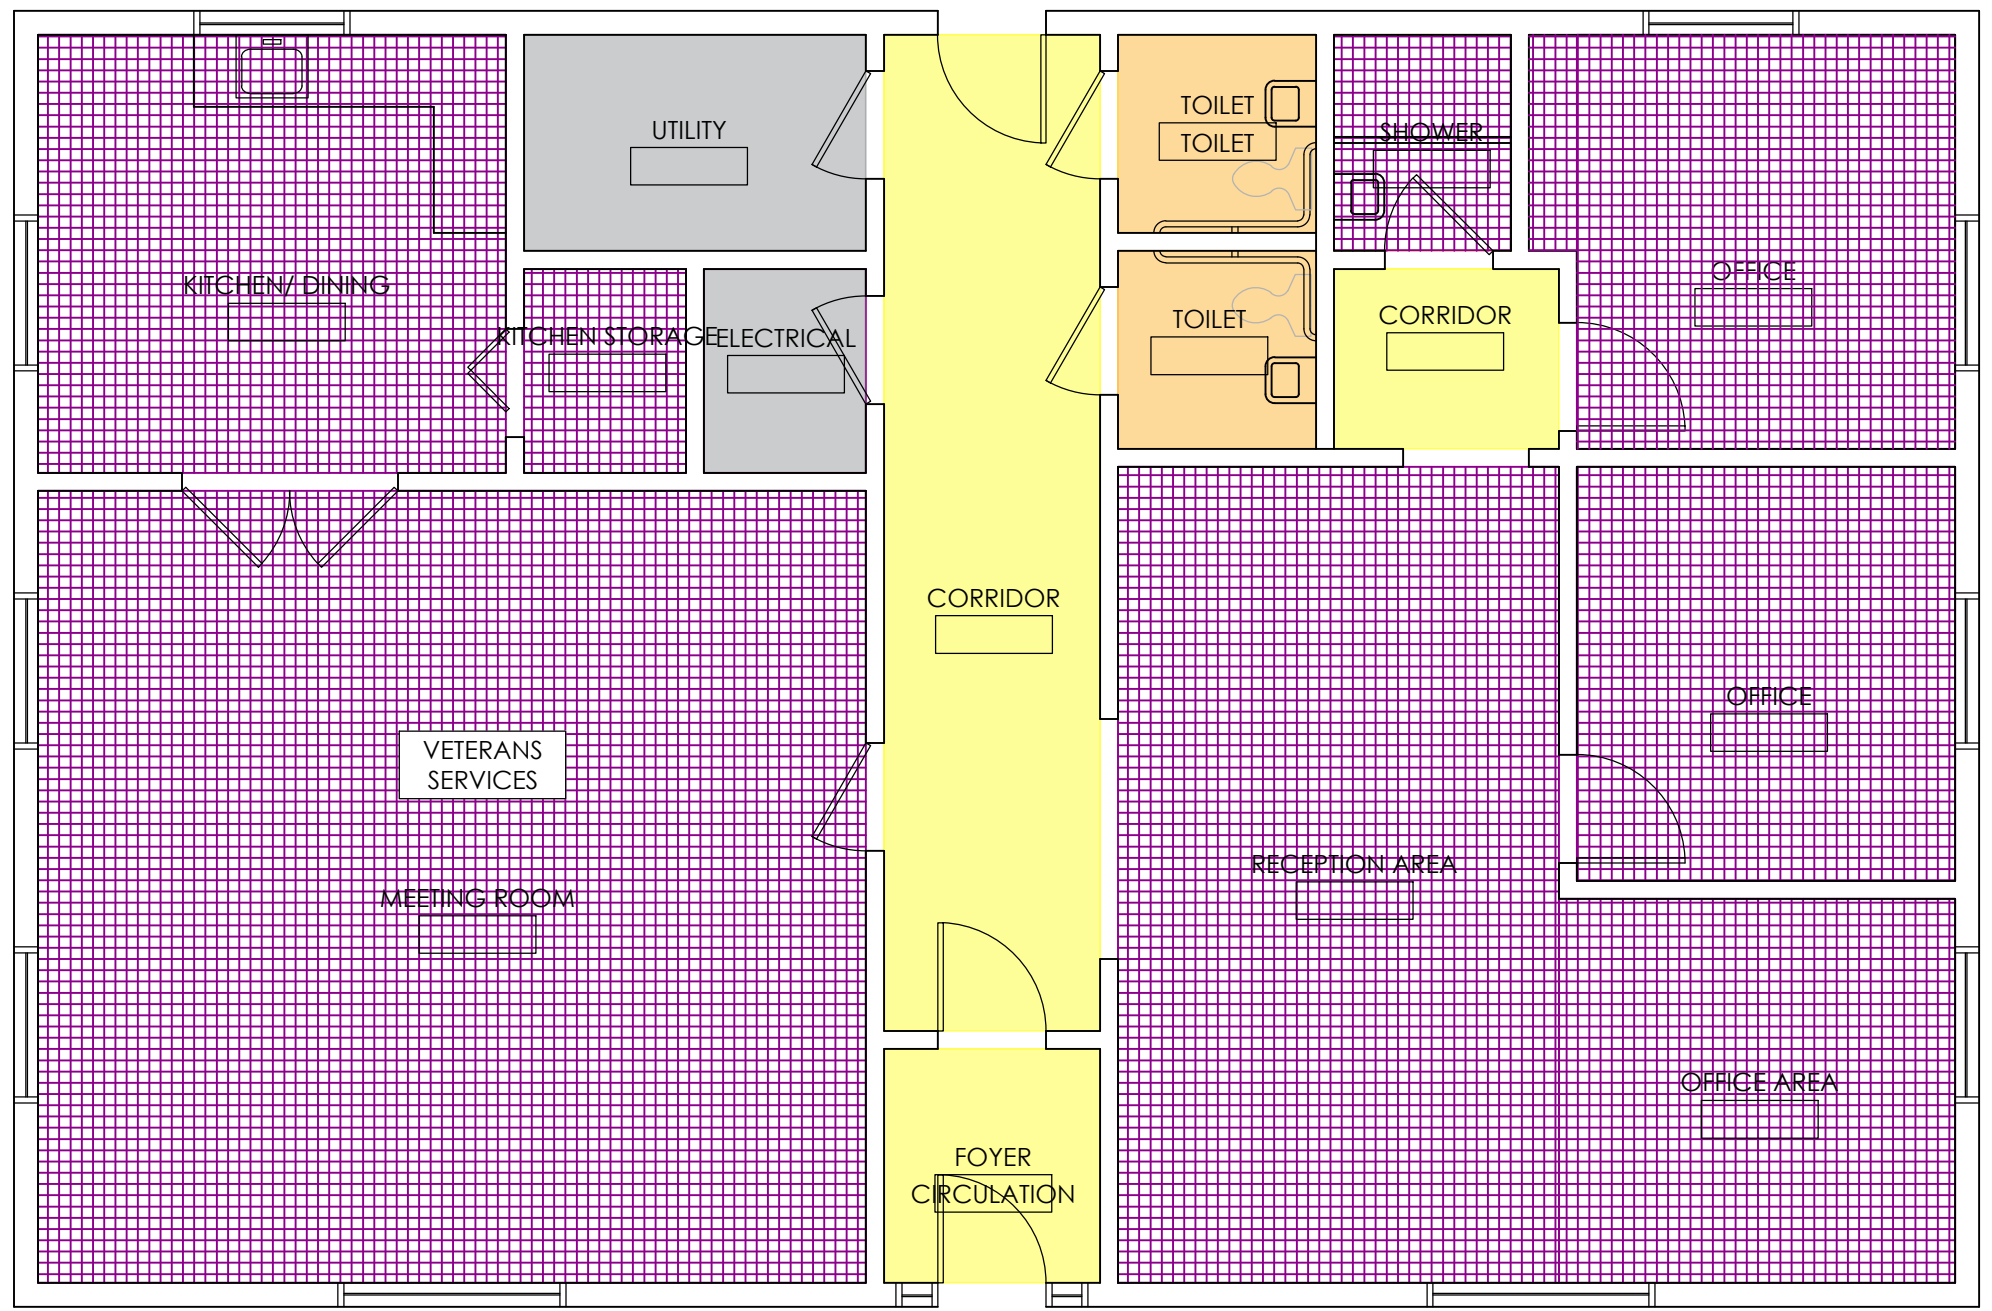 TOILET
UTILITY
SHOWER
TOILET
OFFICE
KITCHEN/ DINING
CORRIDOR
TOILET
KITCHEN STORAGE
ELECTRICAL
CORRIDOR
OFFICE
VETERANS
SERVICES
RECEPTION AREA
MEETING ROOM
OFFICE AREA
FOYER
CIRCULATION